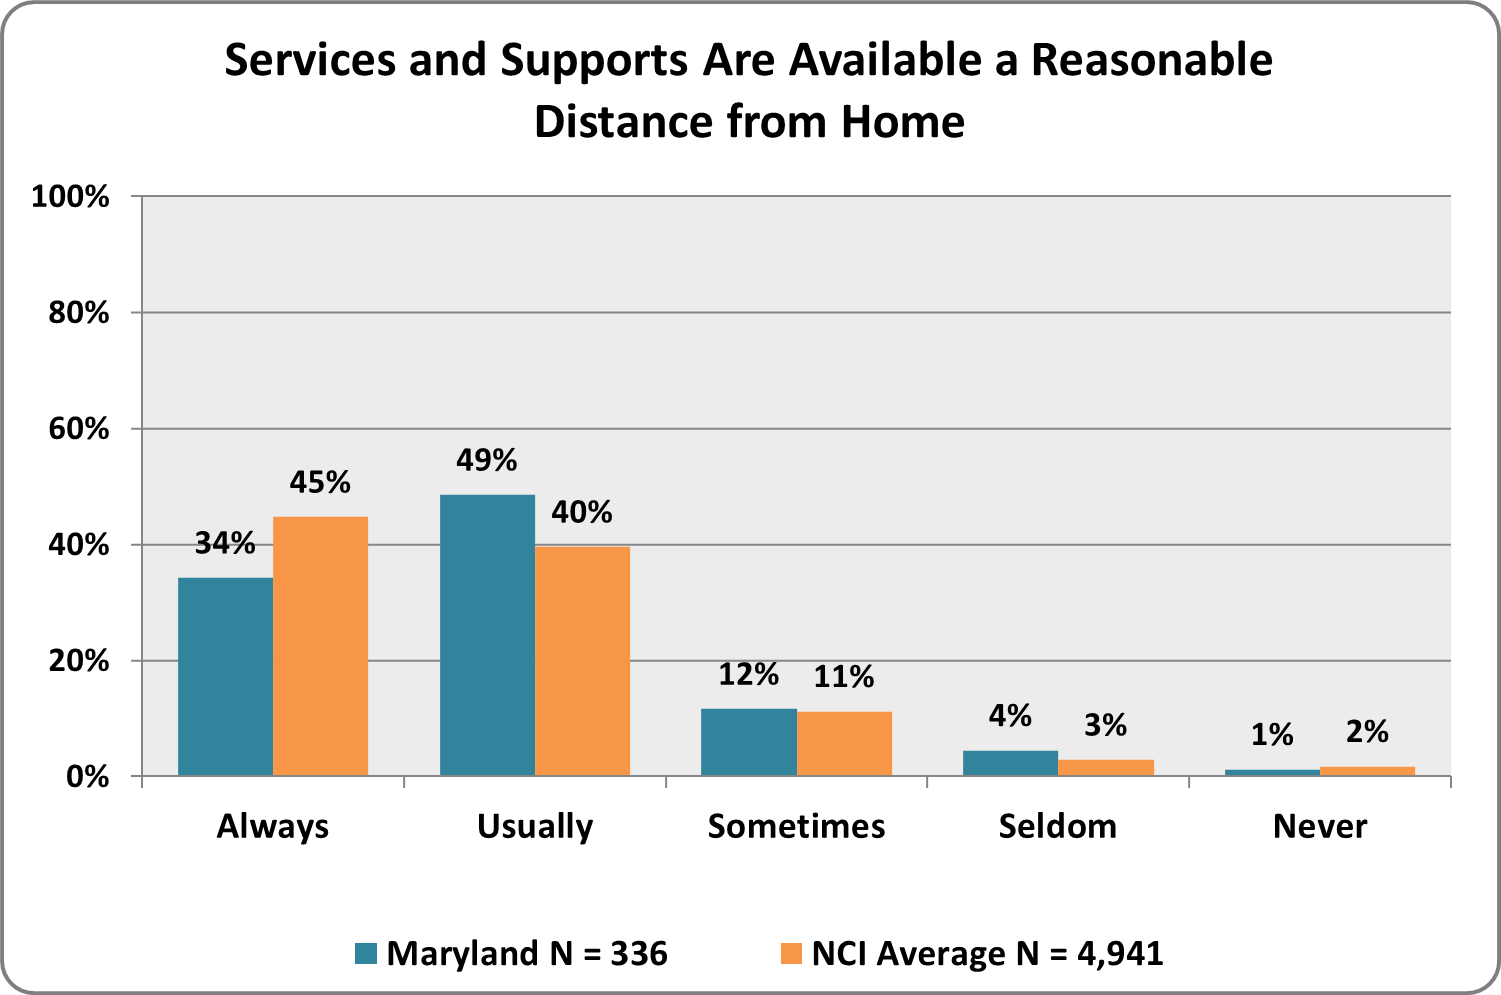 Services and Supports Are Available a Reasonable
Distance from Home
100%
80%
60%
40%
20%
0%
34%
45%
49%
40%
12%
11%
4%
3%
1%
2%
Always
Usually
Sometimes
Seldom
Never
Maryland N = 336
NCI Average N = 4,941